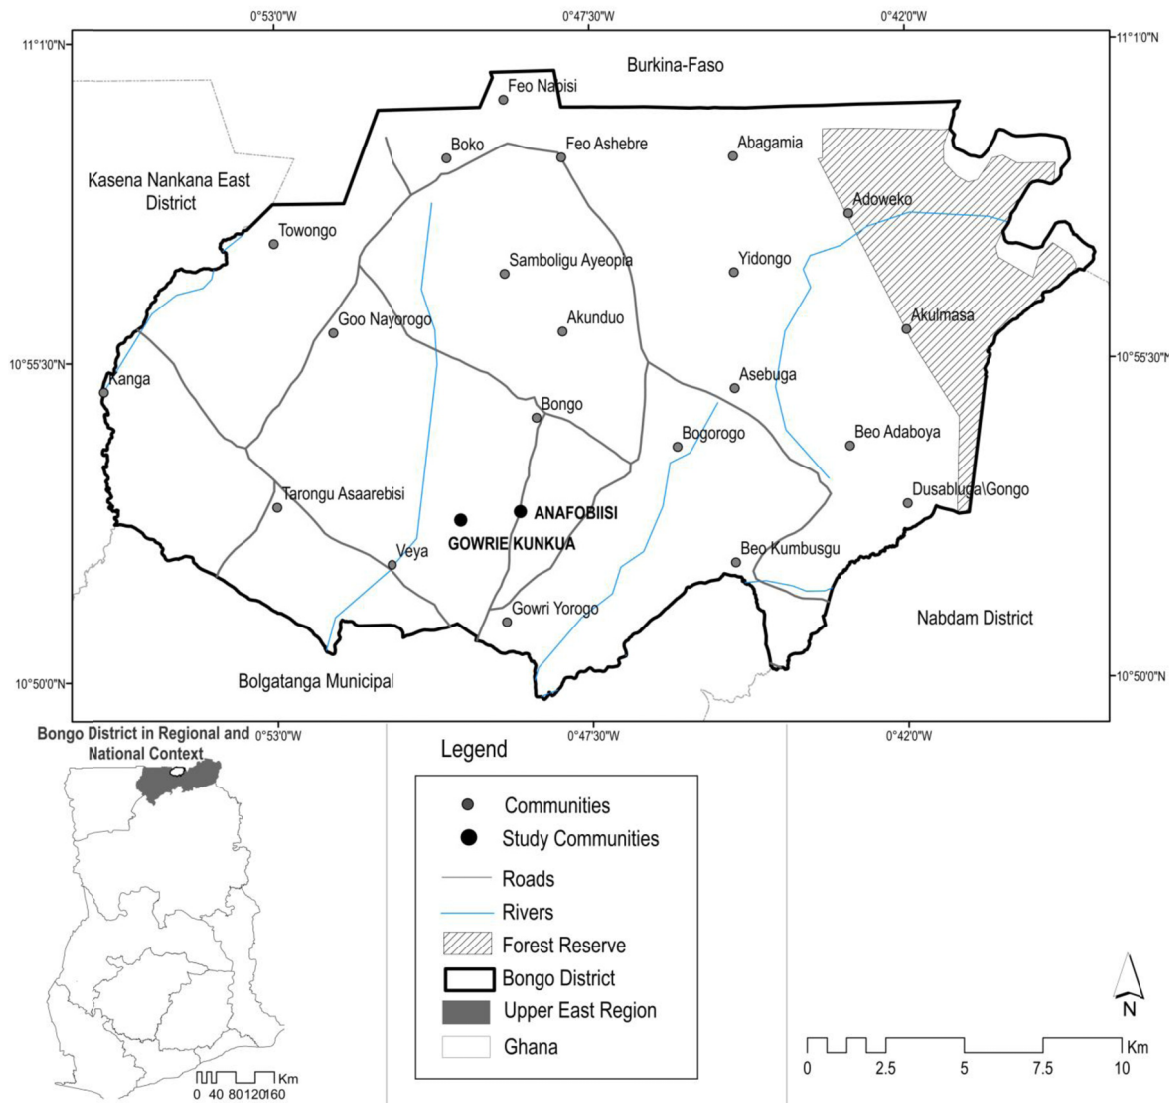 0°53'0"W
0°47'30"W
0°42'0"W
11°1'0"N
11°1'0"N
Burkina-Faso
Feo Nabisi
Boko
Feo Ashebre
Abagamia
Kasena Nankana East
District
Adoweko
Towongo
Samboligu Ayeopia
Yidongo
Goo Nayorogo
Akunduo
Akulmasa
10°55'30"N
10°55'30"N
Kanga
Asebuga
Bongo
Bogorogo
Beo Adaboya
Tarongu Asaarebisi
Dusabluga\Gongo
ANAFOBIISI
GOWRIE KUNKUA
Veya
Beo Kumbusgu
Gowri Yorogo
Nabdam District
Bolgatanga Municipal
10°50'0"N
10°50'0"N
0°53'0"W
0°47'30"W
0°42'0"W
Bongo District in Regional and
National Context
Legend
Communities
Study Communities
Roads
Rivers
Forest Reserve
Bongo District
Upper East Region
Ghana
N
Km
0 2.5 5 7.5 10
Km
0 40 80 120 160